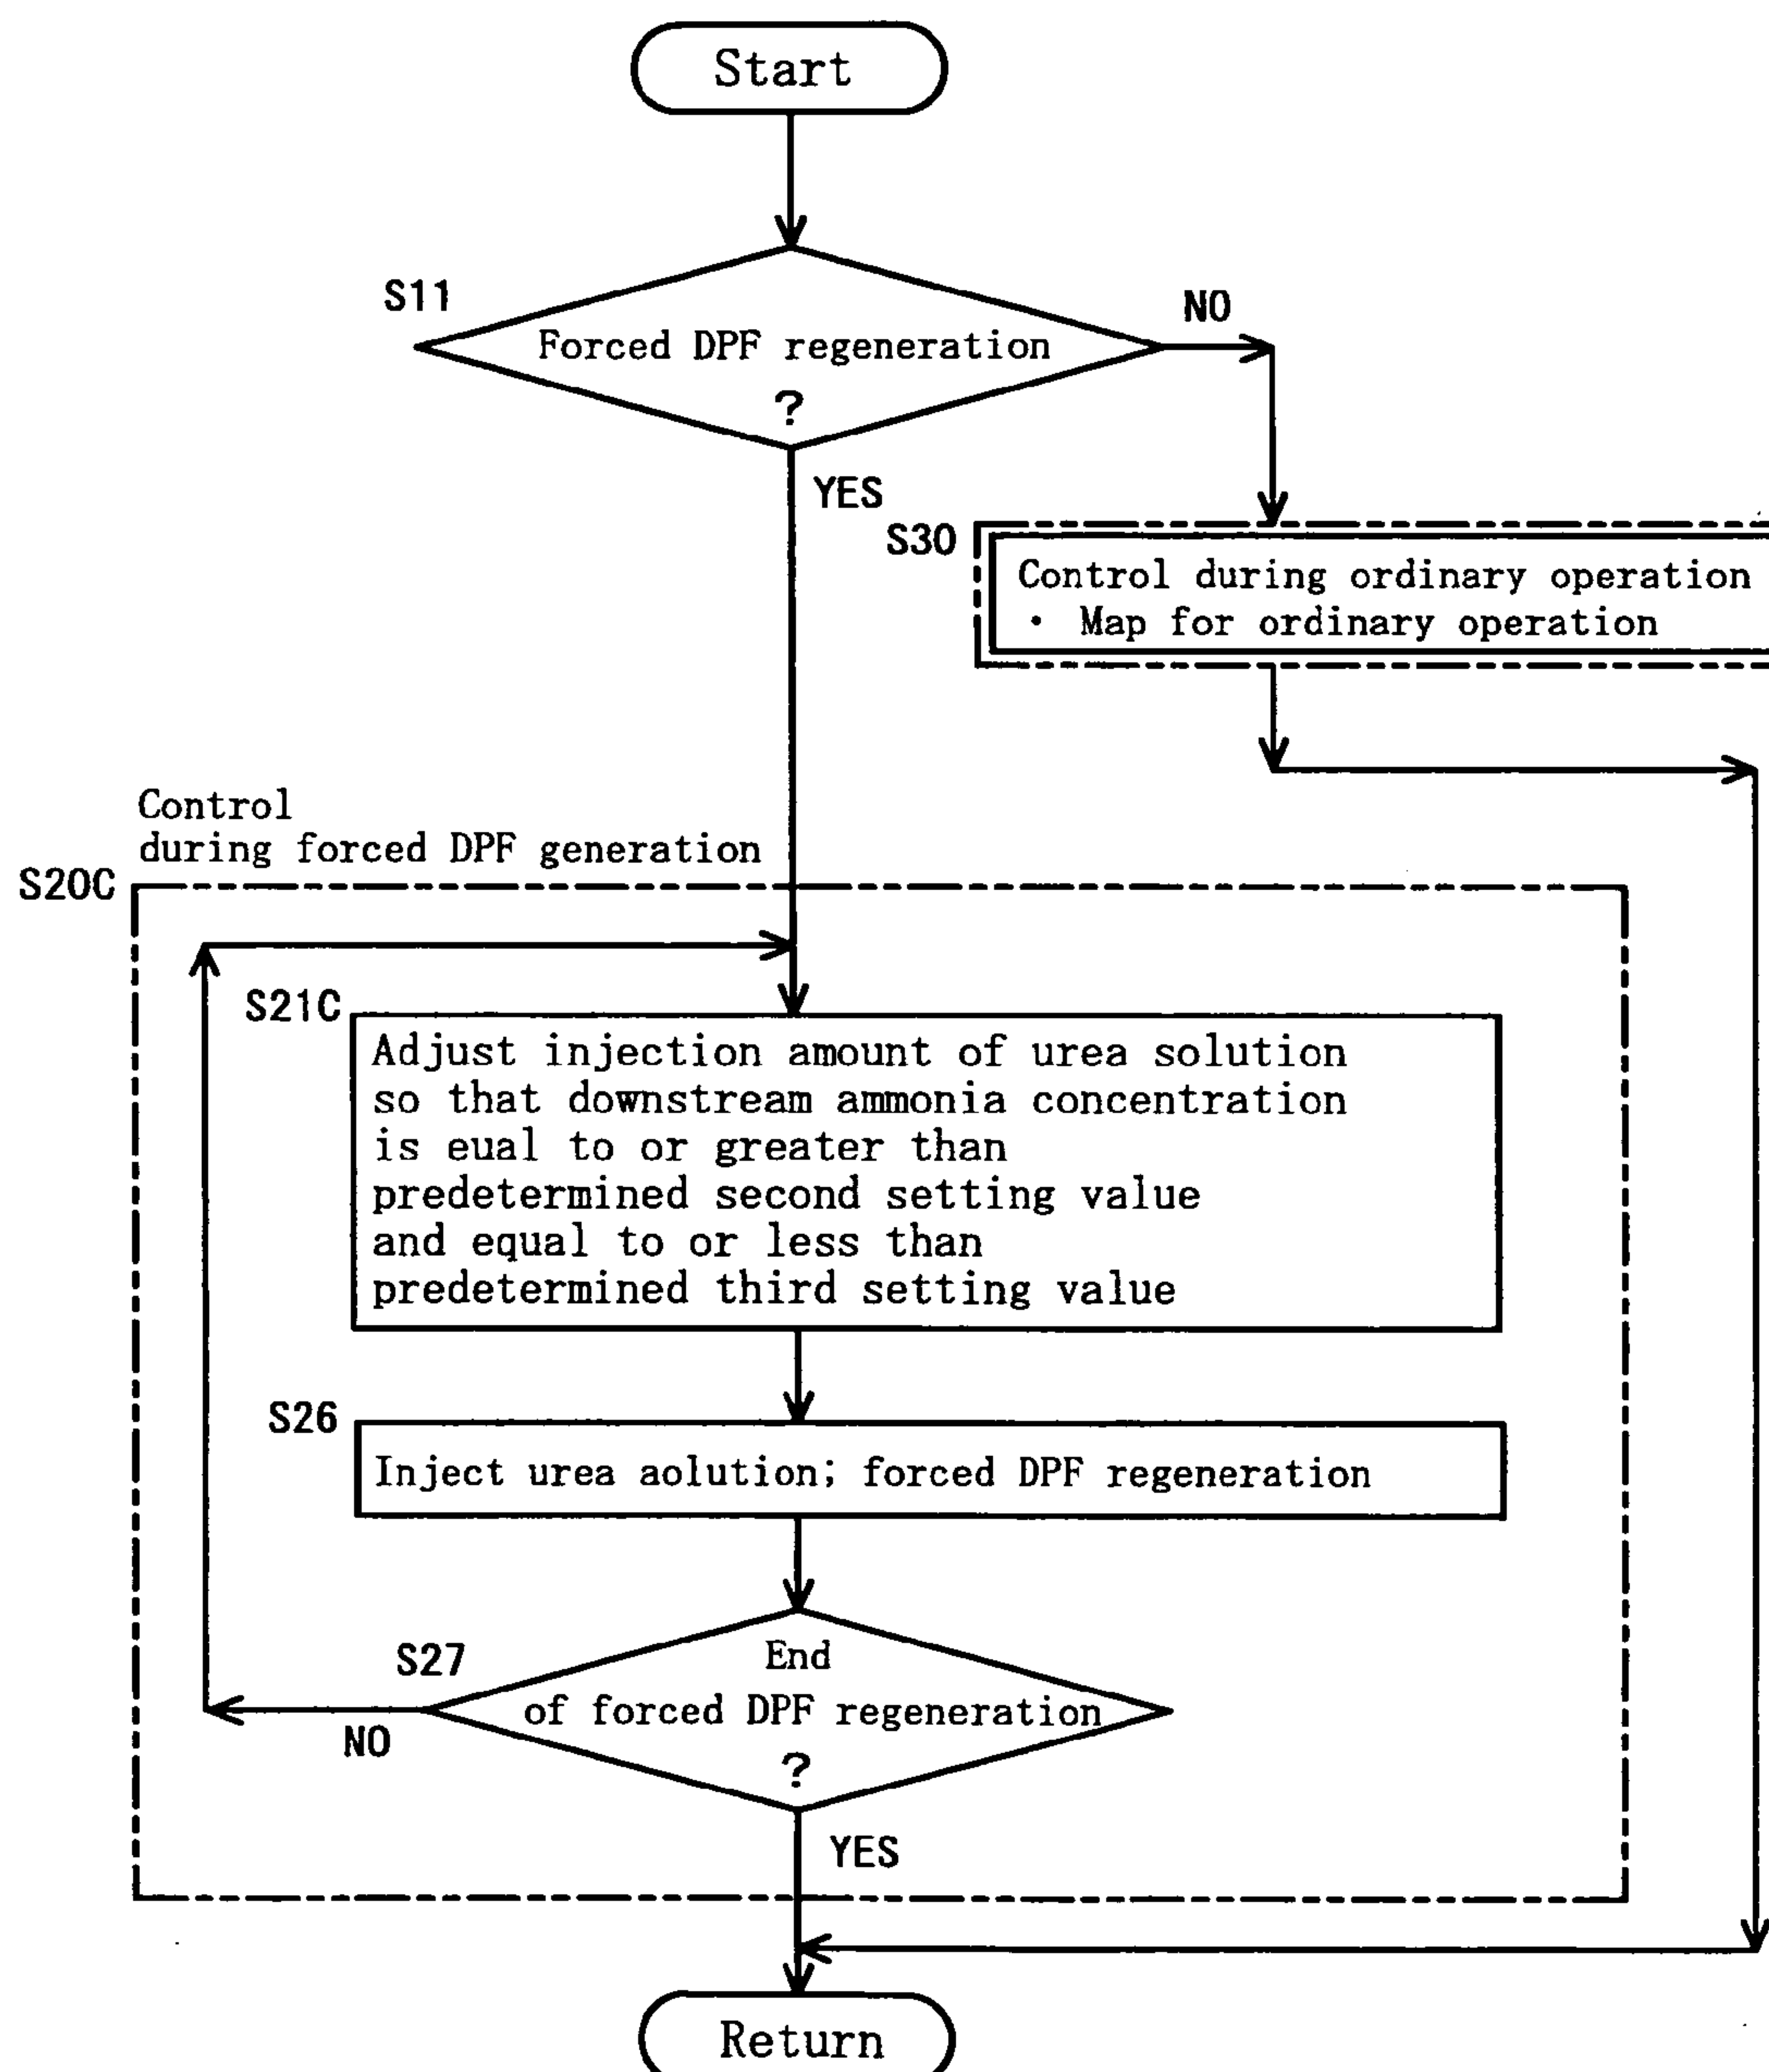 Start
S11
Forced DPF regeneration
?
NO
YES
S30
Control during ordinary operation
・ Map for ordinary operation
Control
during forced DPF generation
S20C
S21C
Adjust injection amount of urea solution
so that downstream ammonia concentration
is eual to or greater than
predetermined second setting value
and equal to or less than
predetermined third setting value
S26
Inject urea aolution; forced DPF regeneration
S27
End
of forced DPF regeneration
?
NO
YES
Return